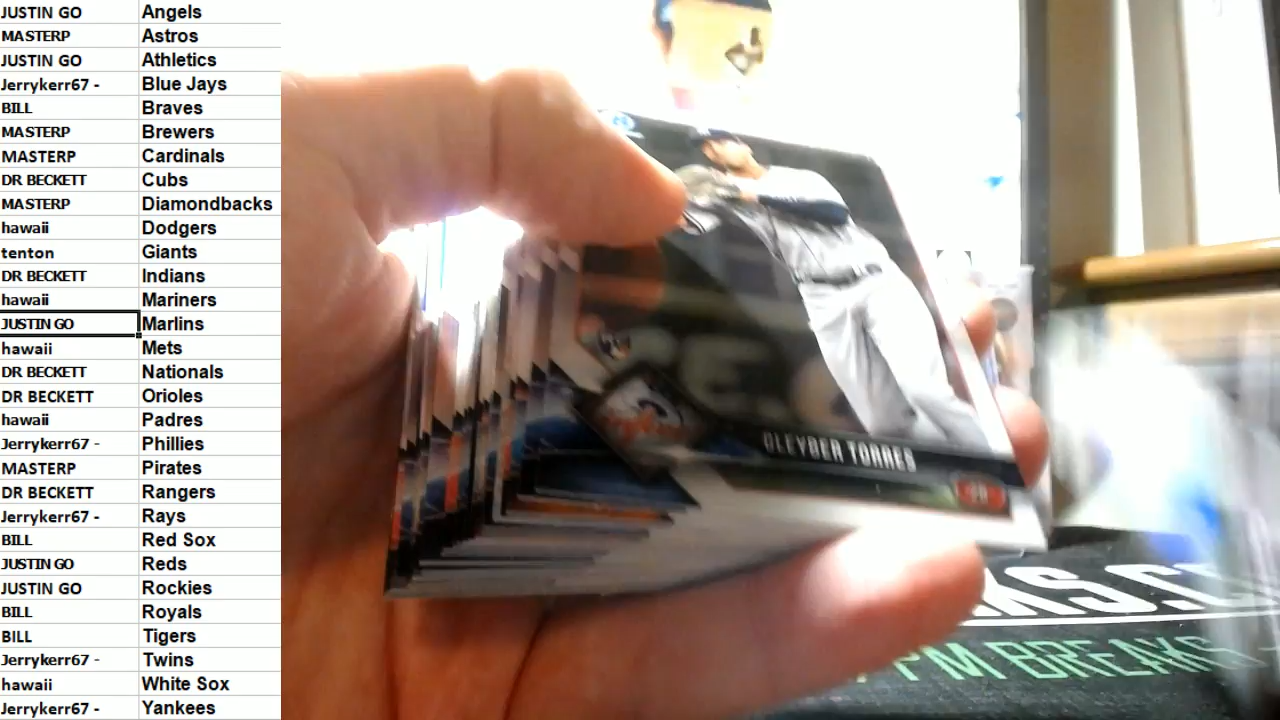 JUSTIN GO Angels
MASTERP Astros
JUSTIN GO Athletics
Jerrykerr67 - Blue Jays
BILL Braves
MASTERP Brewers
MASTERP Cardinals
DR BECKETT Cubs
MASTERP Diamondbacks
hawaii Dodgers
tenton Giants
DR BECKETT Indians
hawaii Mariners
JUSTIN GO Marlins
hawaii Mets
DR BECKETT Nationals
DR BECKETT Orioles
hawaii Padres
Jerrykerr67 - Phillies
MASTERP Pirates
DR BECKETT Rangers
Jerrykerr67 - Rays
BILL Red Sox
JUSTIN GO Reds
JUSTIN GO Rockies
BILL Royals
BILL Tigers
Jerrykerr67 - Twins
hawaii White Sox
Jerrykerr67 - Yankees
GLEYBER TORRES
PM BREAKS